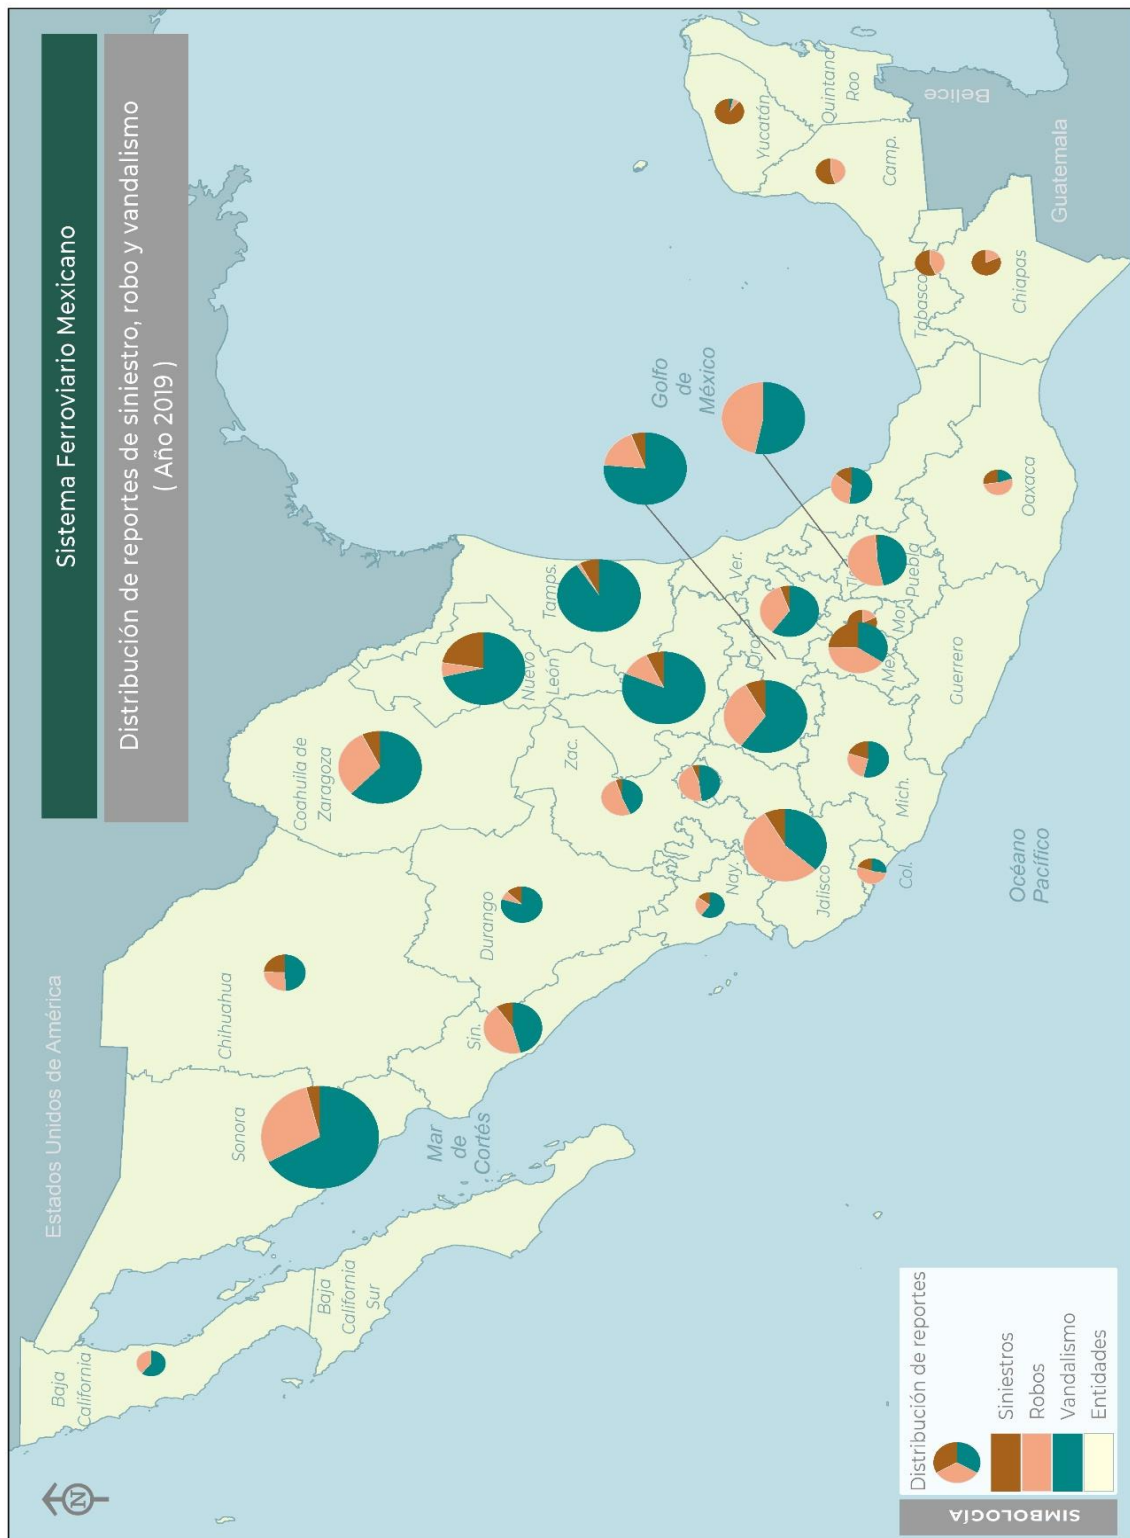 Sistema Ferroviario Mexicano
Distribución de reportes de siniestro, robo y vandalismo
( Año 2019 )
N
Estados Unidos de América
Baja
California
Sonora
Chihuahua
Coahuila de
Zaragoza
Baja
California
Sur
Mar
de
Cortés
Sin.
Durango
Nuevo
León
Tamps.
Zac.
Nay.
Jalisco
Col.
Mich.
Qro.
Ver.
Mex.
Mor.
Puebla
Guerrero
Oaxaca
Golfo
de
México
Tabasco
Chiapas
Camp.
Yucatán
Quintana
Roo
Belice
Guatemala
Océano
Pacífico
SIMBOLOGÍA
Distribución de reportes
Siniestros
Robos
Vandalismo
Entidades